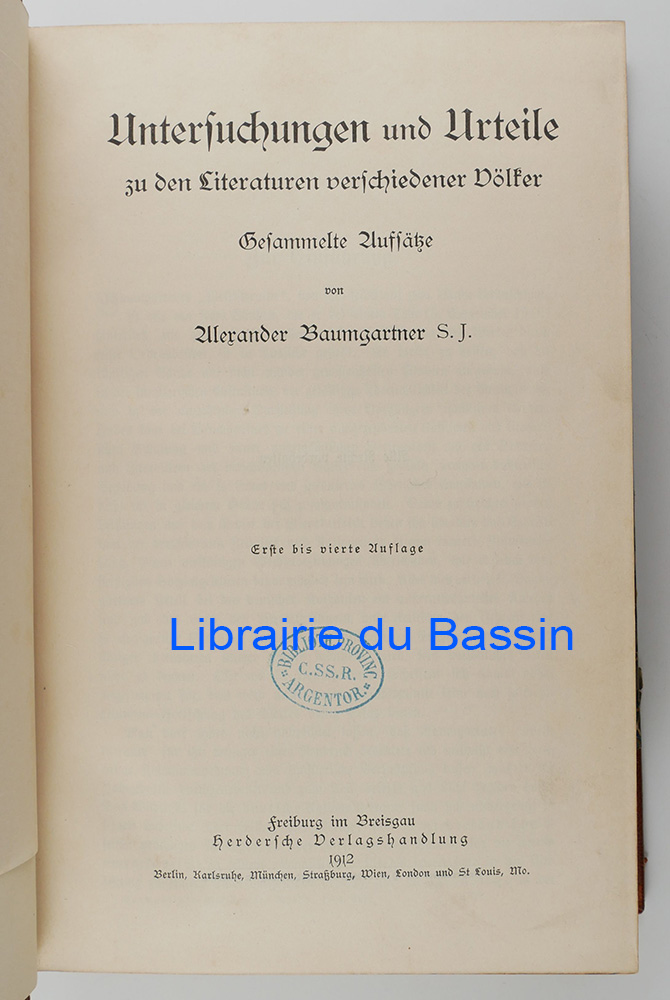 Untersuchungen und Urteile
zu den Literaturen verschiedener Völker
Gesammelte Aufsätze
von
Alexander Baumgartner S. J.
Erste bis vierte Auflage
Librairie du Bassin
BIBLIOTH. PROVINC.
C.SS.R.
ARGENTOR.
Freiburg im Breisgau
Herdersche Verlagshandlung
1912
Berlin, Karlsruhe, München, Straßburg, Wien, London und St Louis, Mo.